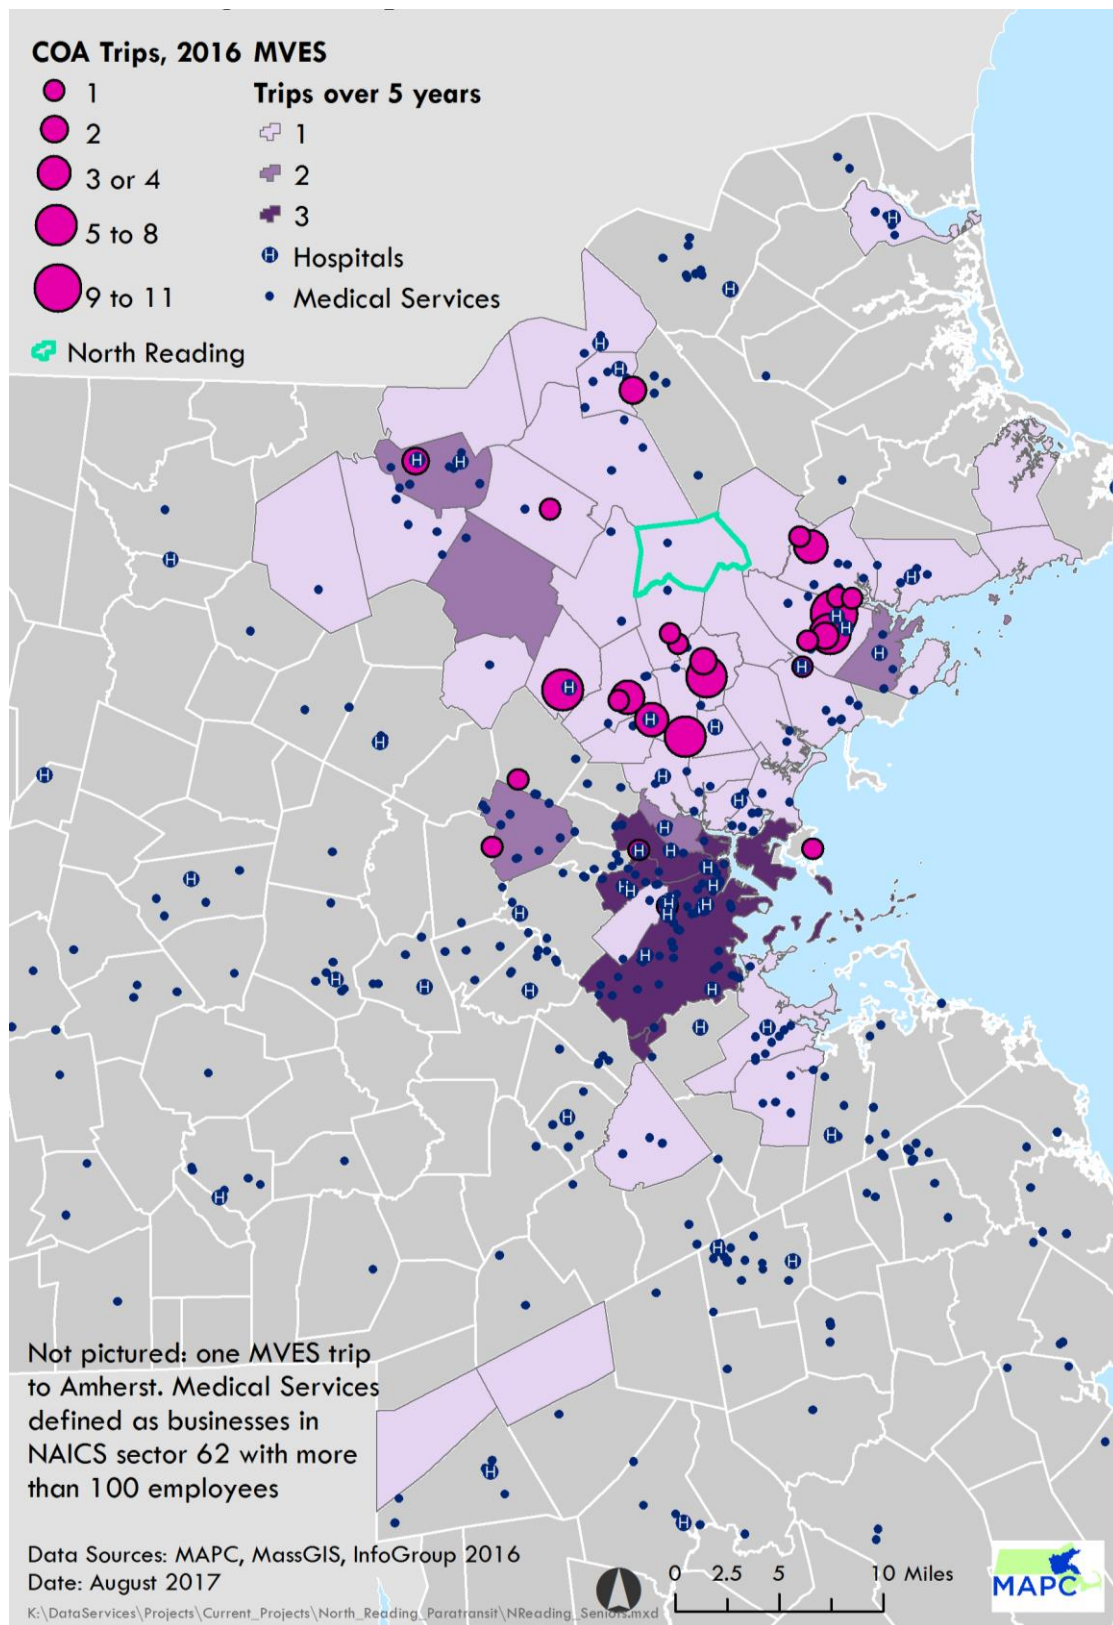 COA Trips, 2016 MVES
1
2
3 or 4
5 to 8
9 to 11
North Reading
Trips over 5 years
1
2
3
H Hospitals
Medical Services
Not pictured: one MVES trip
to Amherst. Medical Services
defined as businesses in
NAICS sector 62 with more
than 100 employees
Data Sources: MAPC, MassGIS, InfoGroup 2016
Date: August 2017
K:\DataServices\Projects\Current_Projects\North_Reading_Paratransit\NReading_Seniors.mxd
0 2.5 5 10 Miles
MAPC